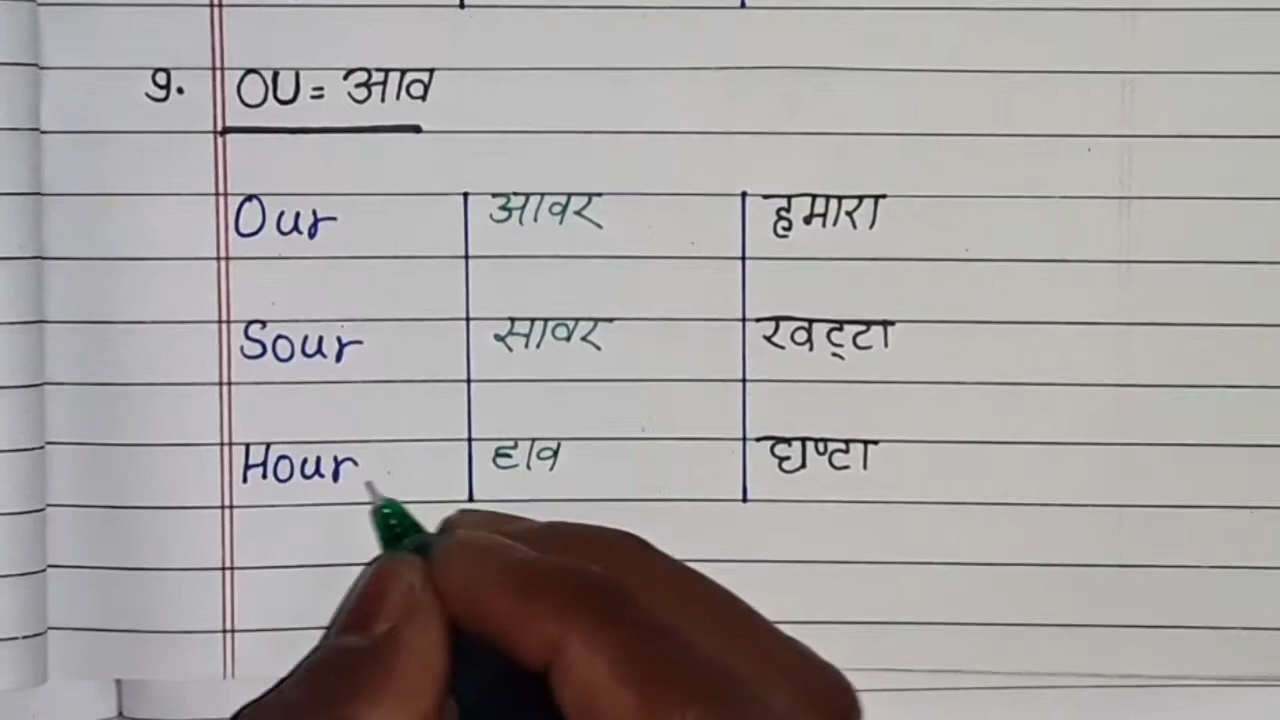 9. OU = आव
Our आवर हमारा
Sour सावर खट्टा
Hour हाव घण्टा